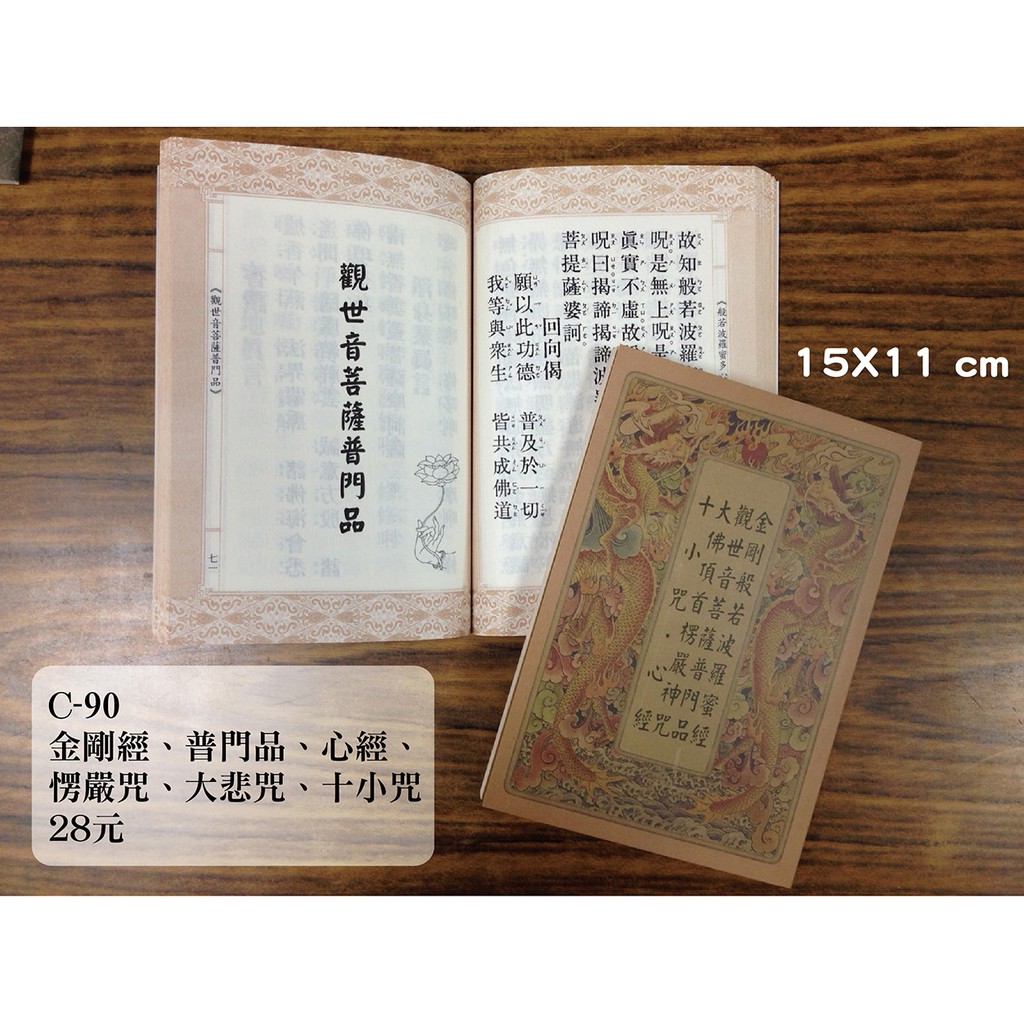 觀世音菩薩普門品
《觀世音菩薩普門品》
七一
《般若波羅蜜多
故知般若波羅
呪是無上呪是
眞實不虛故
呪曰揭諦揭諦波
菩提薩婆訶
回向偈
願以此功德 普及於一切
我等與衆生 皆共成佛道
15X11 cm
金剛般若波羅蜜經
觀世音菩薩普門品
大佛頂首楞嚴神咒
十小咒·心經
C-90
金剛經、普門品、心經、
愣嚴咒、大悲咒、十小咒
28元